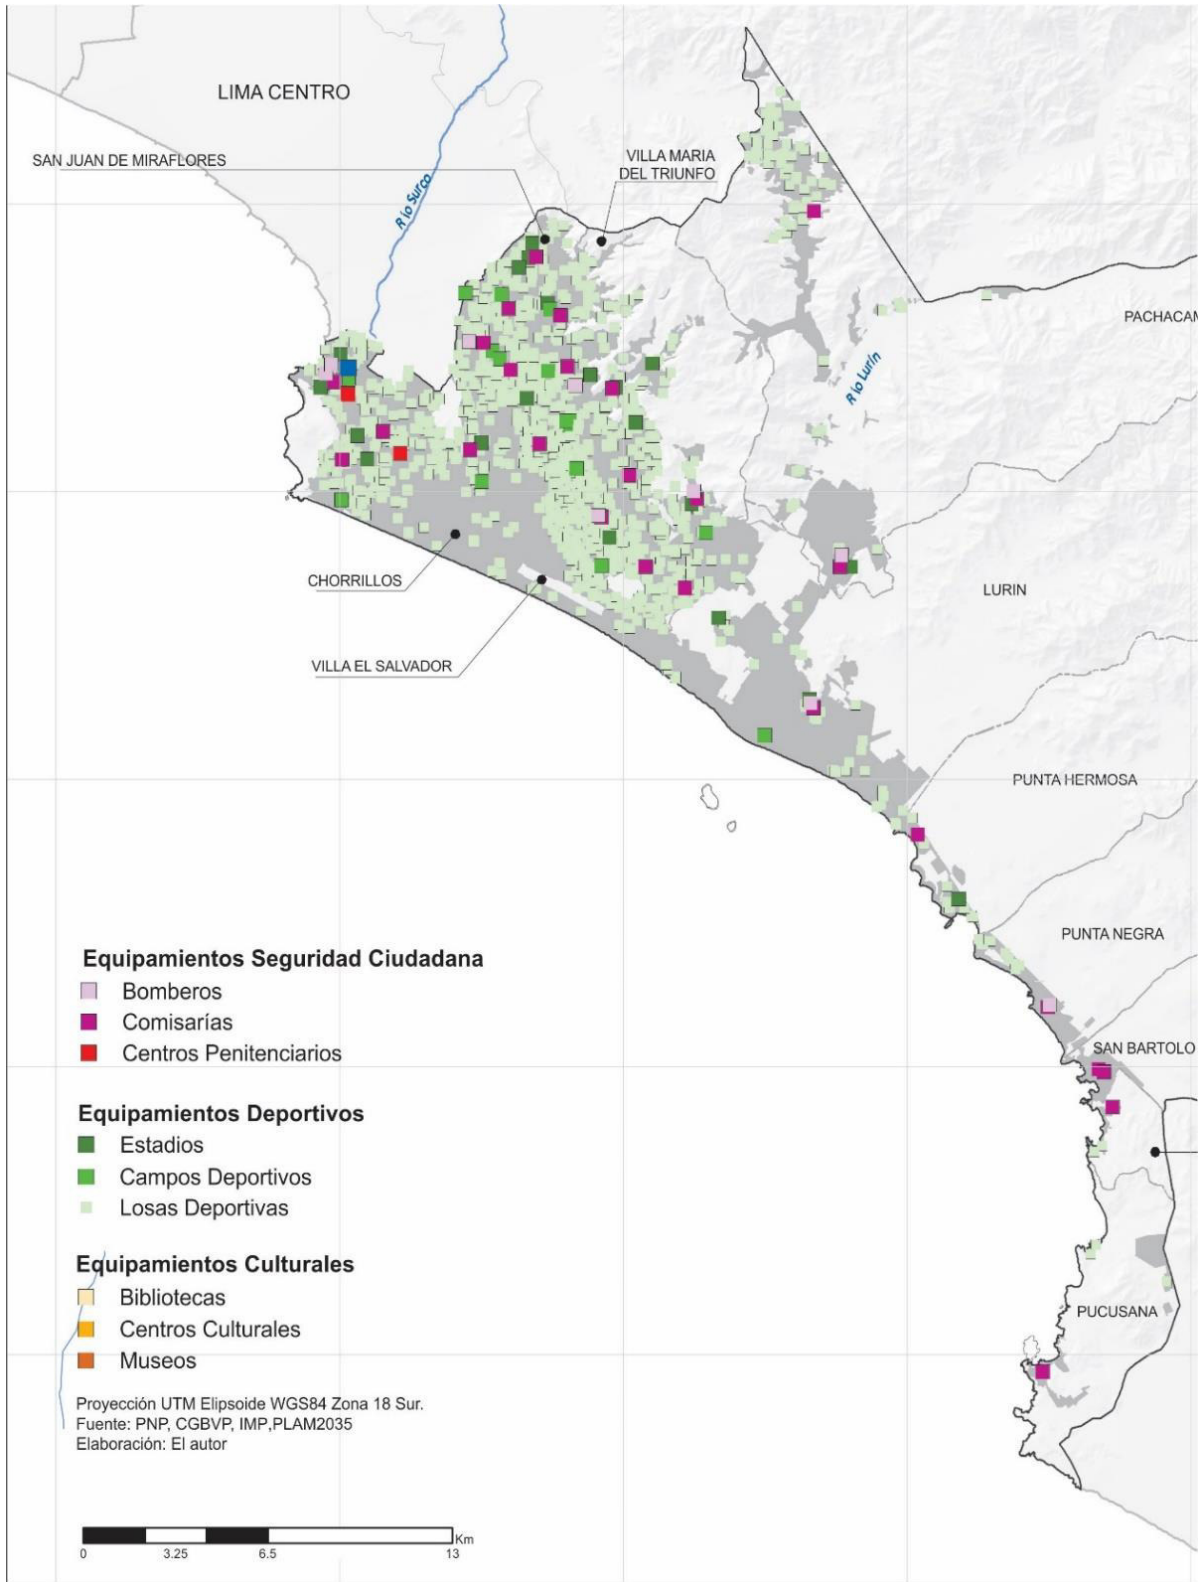 LIMA CENTRO
SAN JUAN DE MIRAFLORES
VILLA MARIA
DEL TRIUNFO
Río Surco
PACHACAM
Río Lurín
LURIN
CHORRILLOS
VILLA EL SALVADOR
PUNTA HERMOSA
PUNTA NEGRA
SAN BARTOLO
PUCUSANA
Equipamientos Seguridad Ciudadana
Bomberos
Comisarías
Centros Penitenciarios
Equipamientos Deportivos
Estadios
Campos Deportivos
Losas Deportivas
Equipamientos Culturales
Bibliotecas
Centros Culturales
Museos
Proyección UTM Elipsoide WGS84 Zona 18 Sur.
Fuente: PNP, CGBVP, IMP,PLAM2035
Elaboración: El autor
Km
0 3.25 6.5 13